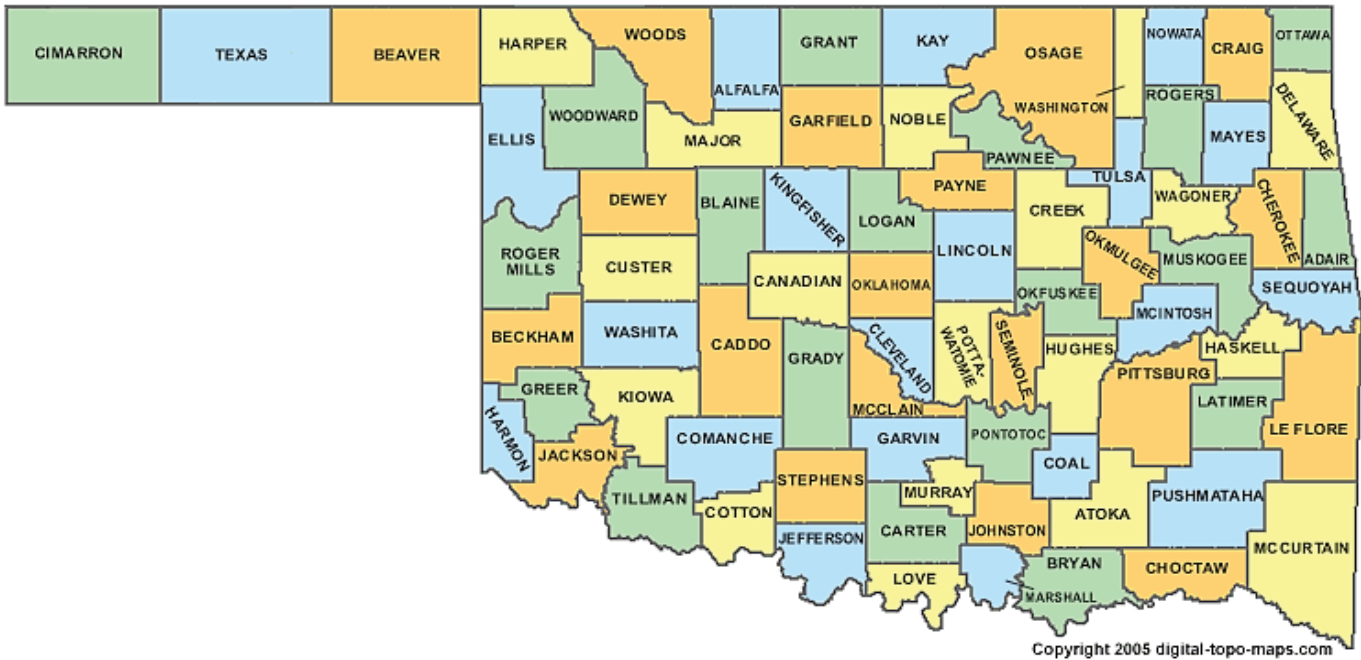 CIMARRON
TEXAS
BEAVER
HARPER
WOODS
ALFALFA
GRANT
KAY
OSAGE
WASHINGTON
NOWATA
CRAIG
OTTAWA
ELLIS
WOODWARD
MAJOR
GARFIELD
NOBLE
PAWNEE
ROGERS
MAYES
DELAWARE
DEWEY
BLAINE
KINGFISHER
LOGAN
PAYNE
CREEK
TULSA
WAGONER
CHEROKEE
ADAIR
ROGER
MILLS
CUSTER
CANADIAN
OKLAHOMA
LINCOLN
OKFUSKEE
OKMULGEE
MUSKOGEE
SEQUOYAH
BECKHAM
WASHITA
CADDO
GRADY
CLEVELAND
POTTA-
WATOMIE
SEMINOLE
HUGHES
MCINTOSH
HASKELL
PITTSBURG
LATIMER
LE FLORE
GREER
KIOWA
HARMON
JACKSON
COMANCHE
MCCLAIN
GARVIN
PONTOTOC
COAL
TILLMAN
COTTON
STEPHENS
MURRAY
JOHNSTON
ATOKA
PUSHMATAHA
JEFFERSON
CARTER
LOVE
MARSHALL
BRYAN
CHOCTAW
MCCURTAIN
Copyright 2005 digital-topo-maps.com